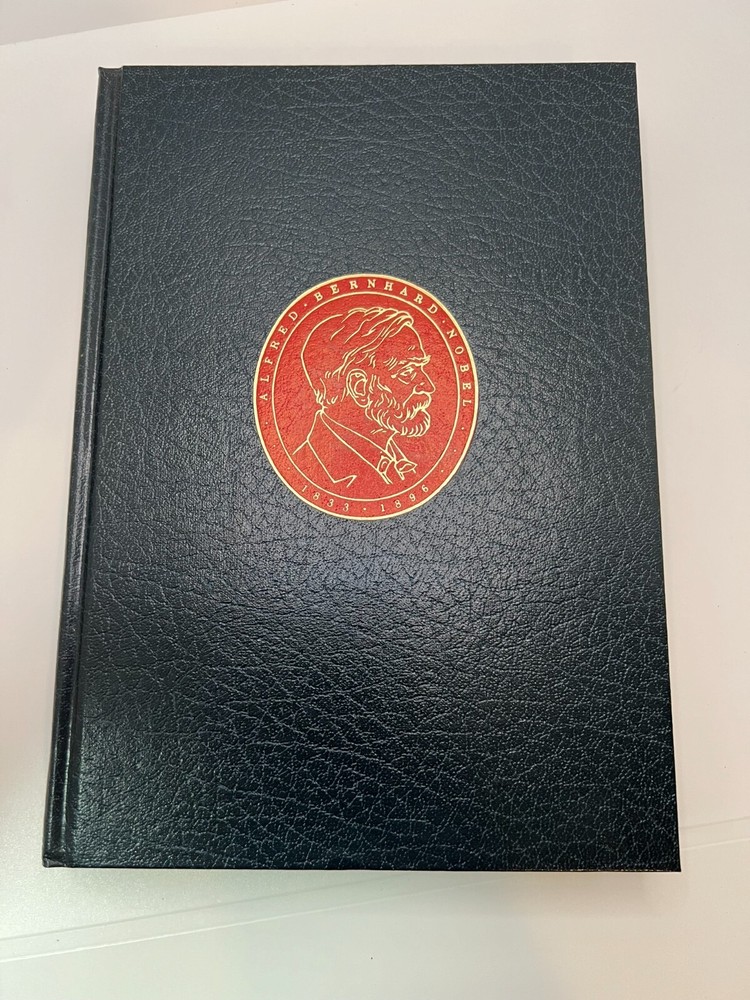 ALFRED · BERNHARD · NOBEL
1833 · 1896